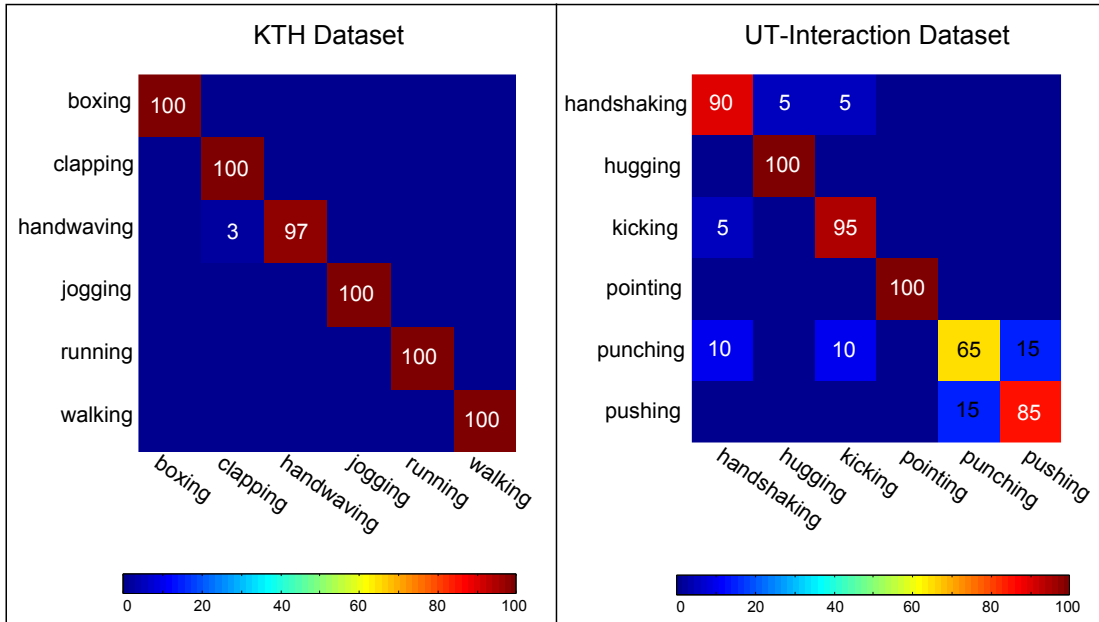 KTH Dataset
boxing 100
clapping 100
handwaving 3 97
jogging 100
running 100
walking 100
boxing clapping handwaving jogging running walking
0 20 40 60 80 100
UT-Interaction Dataset
handshaking 90 5 5
hugging 100
kicking 5 95
pointing 100
punching 10 10 65 15
pushing 15 85
handshaking hugging kicking pointing punching pushing
0 20 40 60 80 100